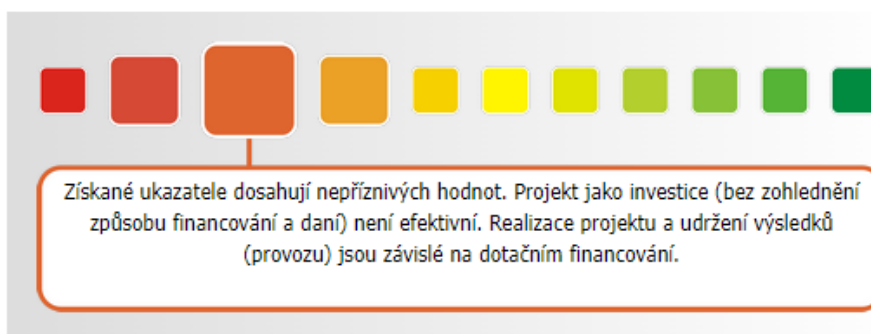 Získané ukazatele dosahují nepříznivých hodnot. Projekt jako investice (bez zohlednění
způsobu financování a daní) není efektivní. Realizace projektu a udržení výsledků
(provozu) jsou závislé na dotačním financování.